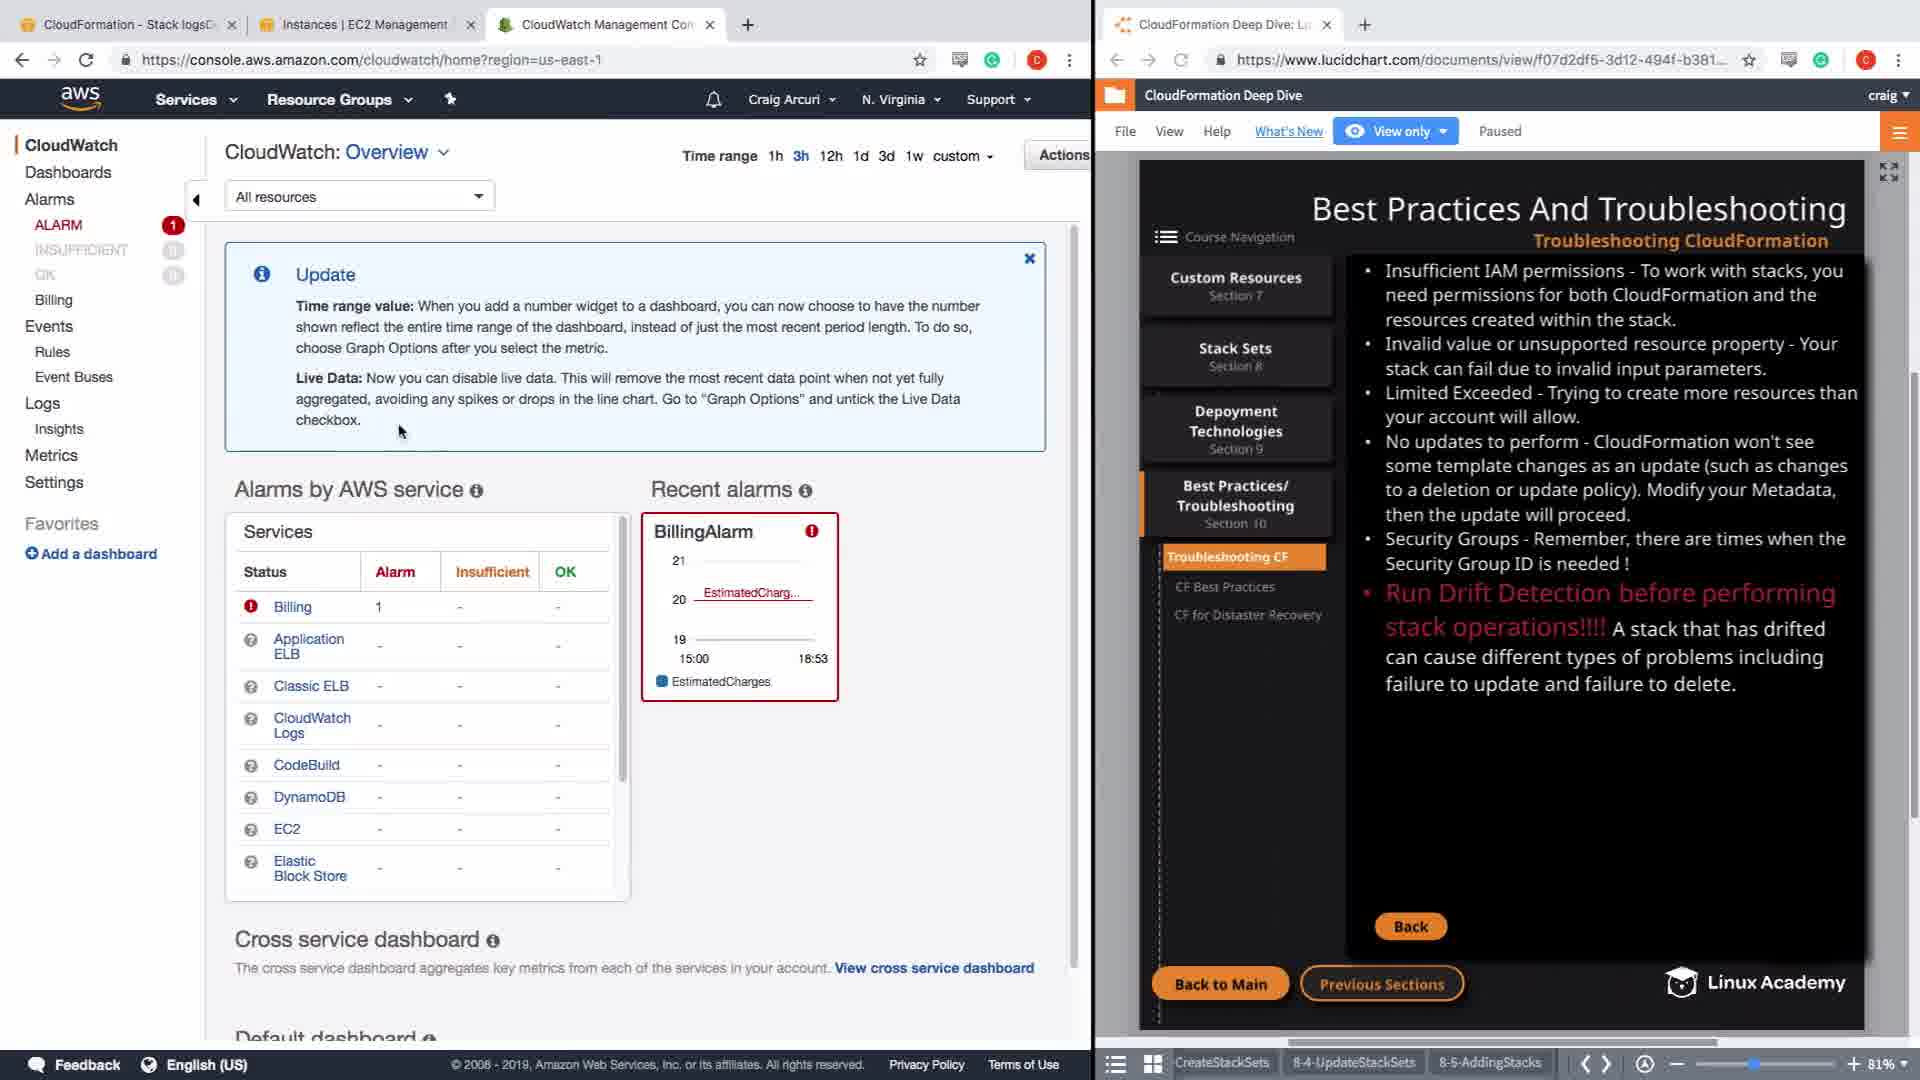 CloudFormation - Stack logsD
Instances | EC2 Management
CloudWatch Management Con
https://console.aws.amazon.com/cloudwatch/home?region=us-east-1
C
aws
Services
Resource Groups
Craig Arcuri
N. Virginia
Support
CloudWatch
Dashboards
Alarms
ALARM 1
INSUFFICIENT 0
OK 0
Billing
Events
Rules
Event Buses
Logs
Insights
Metrics
Settings
Favorites
Add a dashboard
CloudWatch: Overview
Time range 1h 3h 12h 1d 3d 1w custom
Actions
All resources
Update
Time range value: When you add a number widget to a dashboard, you can now choose to have the number
shown reflect the entire time range of the dashboard, instead of just the most recent period length. To do so,
choose Graph Options after you select the metric.
Live Data: Now you can disable live data. This will remove the most recent data point when not yet fully
aggregated, avoiding any spikes or drops in the line chart. Go to "Graph Options" and untick the Live Data
checkbox.
Alarms by AWS service
Services
Status Alarm Insufficient OK
Billing 1 - -
Application
ELB - - -
Classic ELB - - -
CloudWatch
Logs - - -
CodeBuild - - -
DynamoDB - - -
EC2 - - -
Elastic
Block Store - - -
Recent alarms
BillingAlarm
21
EstimatedCharg...
20
19
15:00 18:53
EstimatedCharges
Cross service dashboard
The cross service dashboard aggregates key metrics from each of the services in your account. View cross service dashboard
Default dashboard
Feedback
English (US)
© 2008 - 2019, Amazon Web Services, Inc. or its affiliates. All rights reserved.
Privacy Policy
Terms of Use
CloudFormation Deep Dive: Lu
https://www.lucidchart.com/documents/view/f07d2df5-3d12-494f-b381...
C
CloudFormation Deep Dive
craig
File View Help What's New View only Paused
Best Practices And Troubleshooting
Troubleshooting CloudFormation
Course Navigation
Custom Resources
Section 7
Stack Sets
Section 8
Depoyment
Technologies
Section 9
Best Practices/
Troubleshooting
Section 10
Troubleshooting CF
CF Best Practices
CF for Distaster Recovery
• Insufficient IAM permissions - To work with stacks, you
need permissions for both CloudFormation and the
resources created within the stack.
• Invalid value or unsupported resource property - Your
stack can fail due to invalid input parameters.
• Limited Exceeded - Trying to create more resources than
your account will allow.
• No updates to perform - CloudFormation won't see
some template changes as an update (such as changes
to a deletion or update policy). Modify your Metadata,
then the update will proceed.
• Security Groups - Remember, there are times when the
Security Group ID is needed !
• Run Drift Detection before performing
stack operations!!!! A stack that has drifted
can cause different types of problems including
failure to update and failure to delete.
Back
Back to Main
Previous Sections
Linux Academy
CreateStackSets
8-4-UpdateStackSets
8-5-AddingStacks
81%